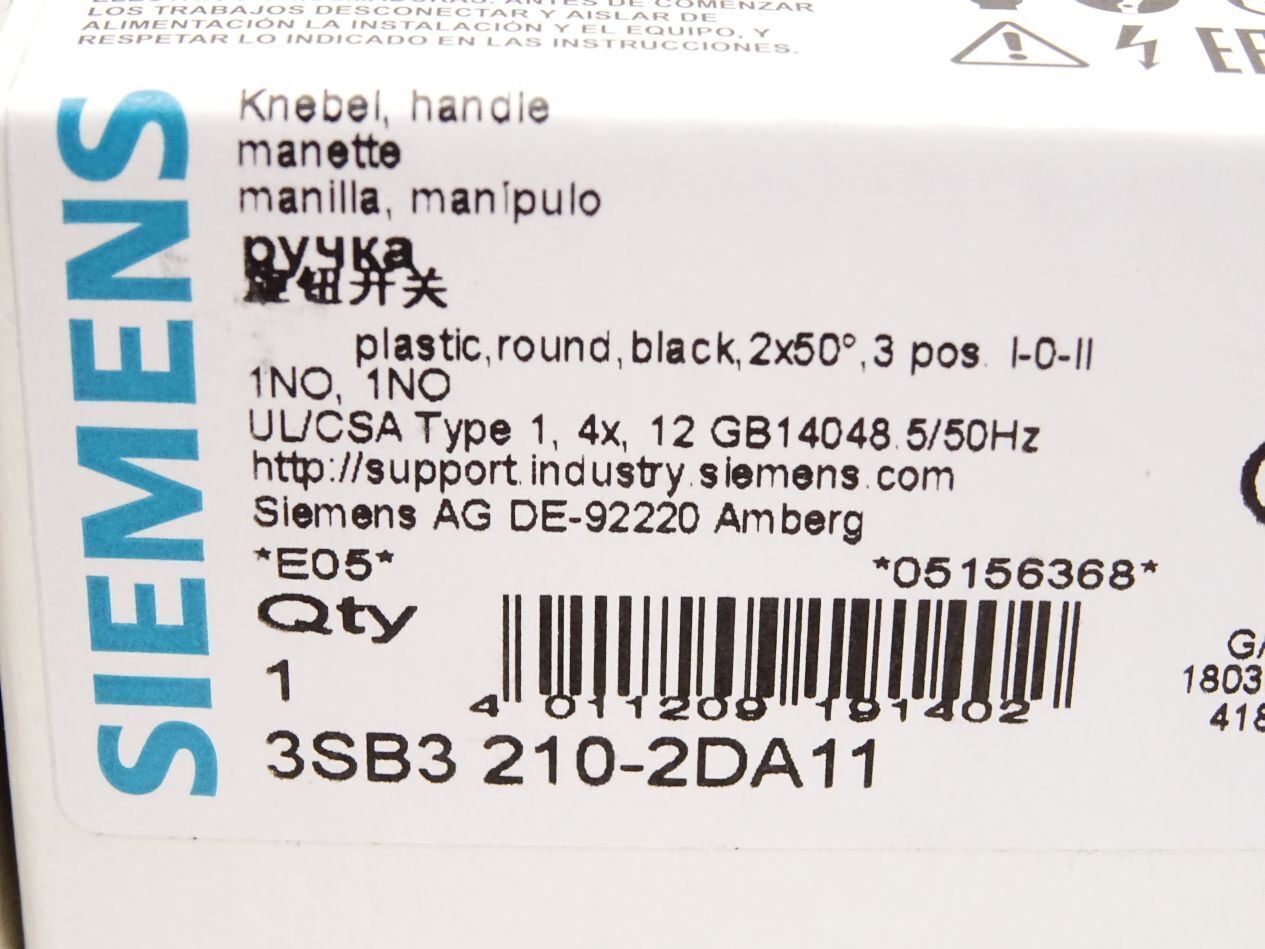 DE COMENZAR
LOS TRABAJOS DESCONECTAR Y AISLAR DE
ALIMENTACIÓN LA INSTALACIÓN Y EL EQUIPO, Y
RESPETAR LO INDICADO EN LAS INSTRUCCIONES.
SIEMENS
Knebel, handle
manette
manilla, manípulo
ручка
钮开关
plastic,round,black,2x50°,3 pos. I-0-II
1NO, 1NO
UL/CSA Type 1, 4x, 12 GB14048.5/50Hz
http://support.industry.siemens.com
Siemens AG DE-92220 Amberg
*E05*
*05156368*
Qty
1
4 011209 191402
3SB3 210-2DA11